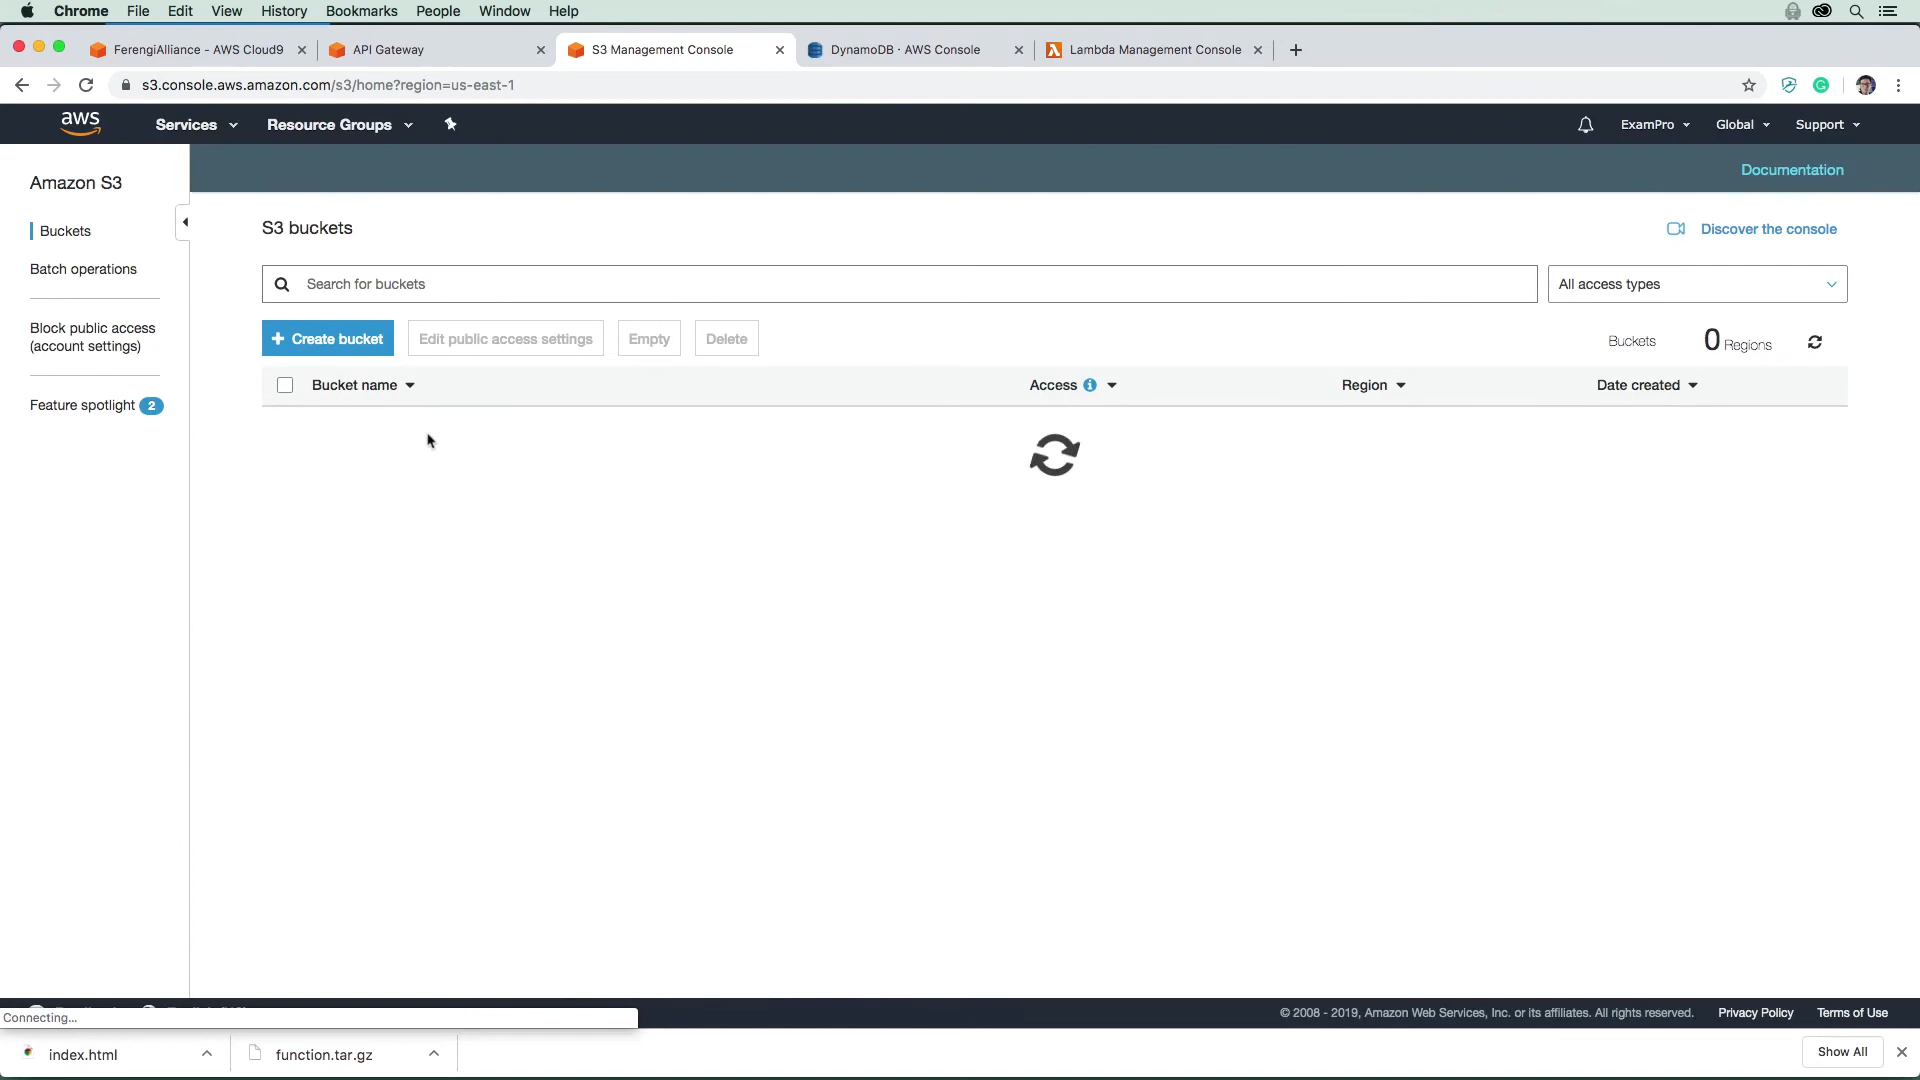 Chrome File Edit View History Bookmarks People Window Help
FerengiAlliance - AWS Cloud9
API Gateway
S3 Management Console
DynamoDB · AWS Console
Lambda Management Console
s3.console.aws.amazon.com/s3/home?region=us-east-1
aws
Services
Resource Groups
ExamPro
Global
Support
Amazon S3
Documentation
Buckets
Batch operations
Block public access
(account settings)
Feature spotlight 2
S3 buckets
Discover the console
Search for buckets
All access types
Create bucket
Edit public access settings
Empty
Delete
Buckets
0 Regions
Bucket name
Access
Region
Date created
Connecting...
© 2008 - 2019, Amazon Web Services, Inc. or its affiliates. All rights reserved.
Privacy Policy
Terms of Use
index.html
function.tar.gz
Show All